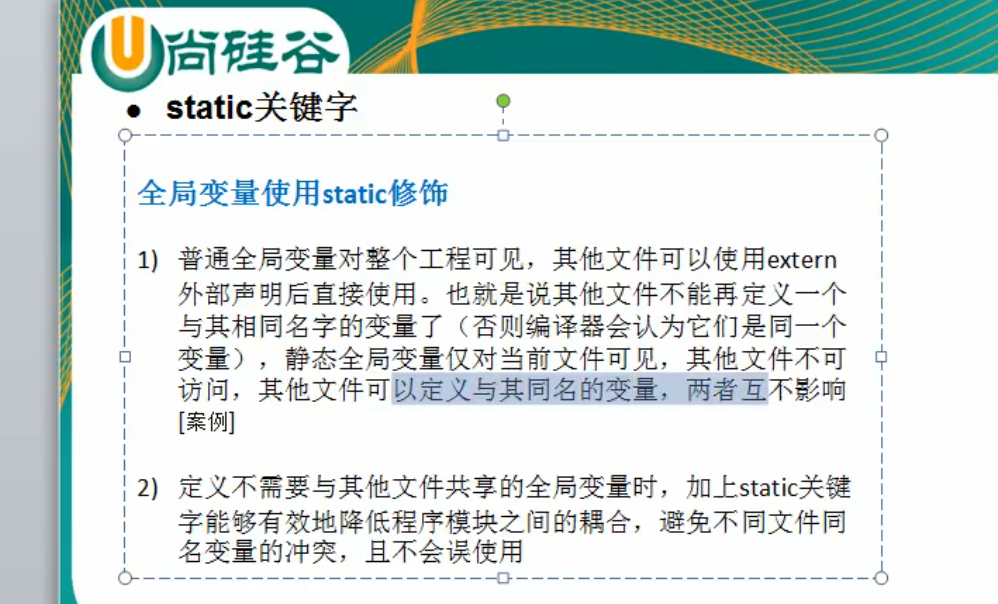 尚硅谷
● static关键字
全局变量使用static修饰
1) 普通全局变量对整个工程可见，其他文件可以使用extern
外部声明后直接使用。也就是说其他文件不能再定义一个
与其相同名字的变量了（否则编译器会认为它们是同一个
变量），静态全局变量仅对当前文件可见，其他文件不可
访问，其他文件可以定义与其同名的变量，两者互不影响
[案例]
2) 定义不需要与其他文件共享的全局变量时，加上static关键
字能够有效地降低程序模块之间的耦合，避免不同文件同
名变量的冲突，且不会误使用